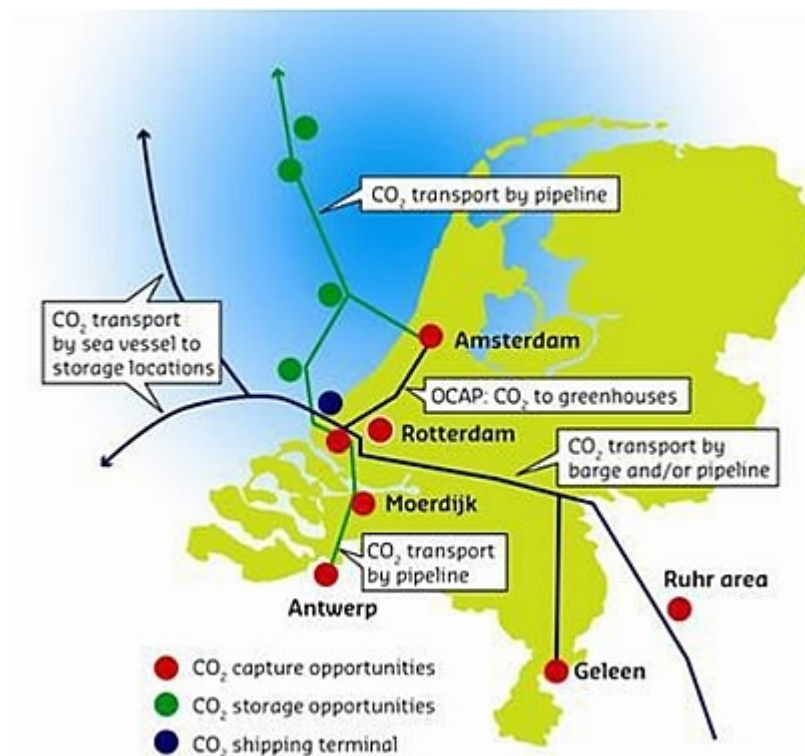 CO₂ transport by pipeline
CO₂ transport
by sea vessel to
storage locations
Amsterdam
OCAP: CO₂ to greenhouses
Rotterdam
CO₂ transport by
barge and/or pipeline
Moerdijk
CO₂ transport
by pipeline
Antwerp
Ruhr area
Geleen
CO₂ capture opportunities
CO₂ storage opportunities
CO₂ shipping terminal